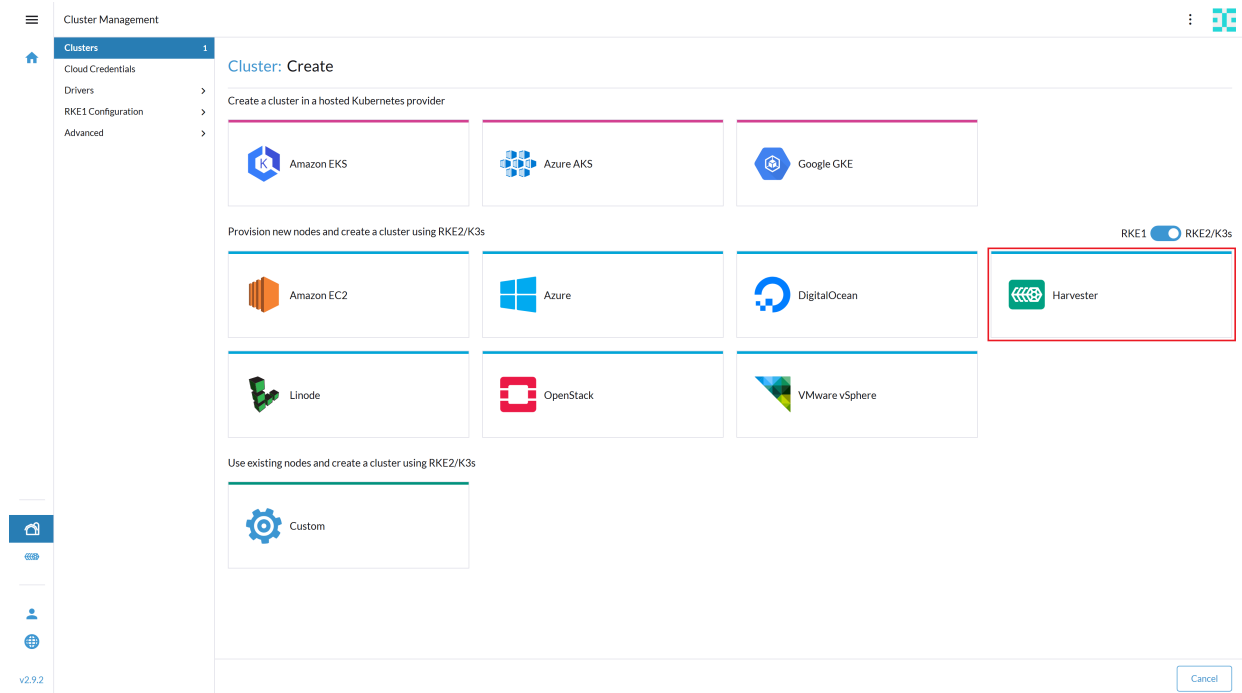 Cluster Management
Clusters 1
Cloud Credentials
Drivers
RKE1 Configuration
Advanced
Cluster: Create
Create a cluster in a hosted Kubernetes provider
K
Amazon EKS
Azure AKS
Google GKE
Provision new nodes and create a cluster using RKE2/K3s
RKE1 RKE2/K3s
Amazon EC2
Azure
DigitalOcean
Harvester
Linode
OpenStack
VMware vSphere
Use existing nodes and create a cluster using RKE2/K3s
Custom
v2.9.2
Cancel